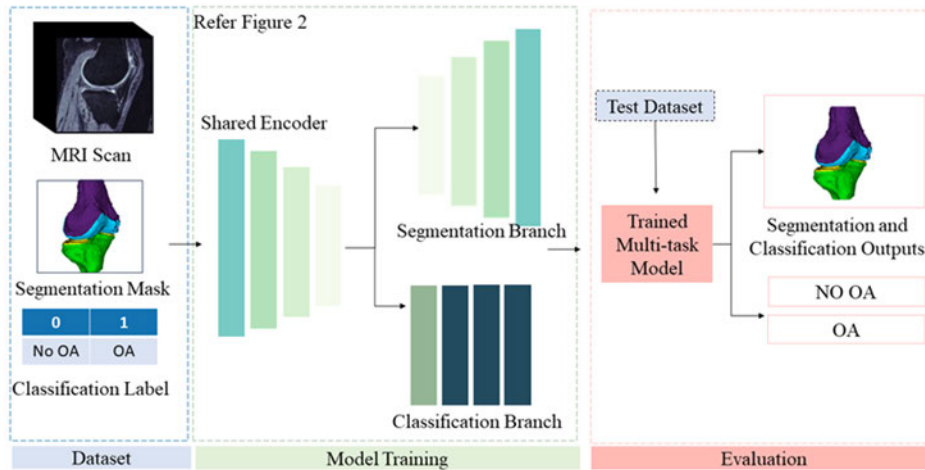 MRI Scan
Segmentation Mask
0 1
No OA OA
Classification Label
Dataset
Refer Figure 2
Shared Encoder
Segmentation Branch
Classification Branch
Model Training
Test Dataset
Trained
Multi-task
Model
Segmentation and
Classification Outputs
NO OA
OA
Evaluation